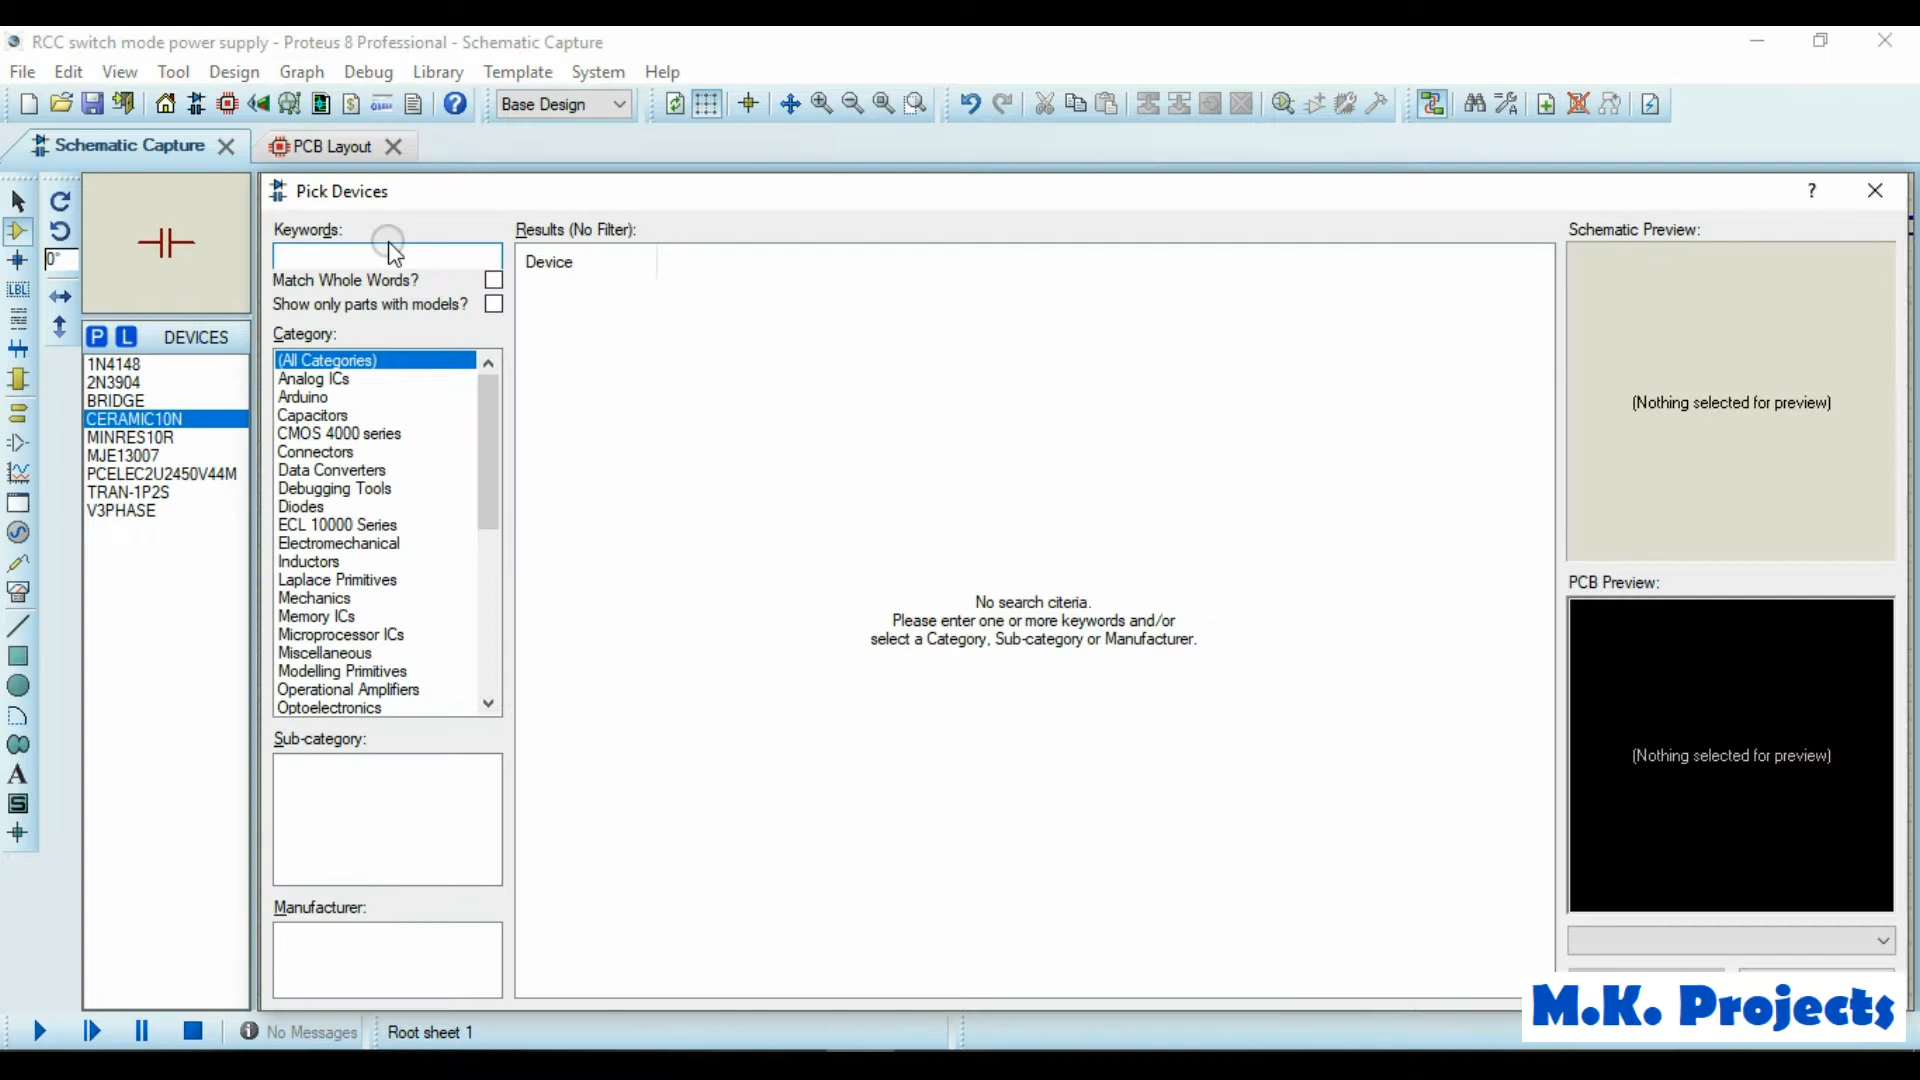 RCC switch mode power supply - Proteus 8 Professional - Schematic Capture
File Edit View Tool Design Graph Debug Library Template System Help
Base Design
Schematic Capture
PCB Layout
Pick Devices
?
Keywords:
Match Whole Words?
Show only parts with models?
Category:
(All Categories)
Analog ICs
Arduino
Capacitors
CMOS 4000 series
Connectors
Data Converters
Debugging Tools
Diodes
ECL 10000 Series
Electromechanical
Inductors
Laplace Primitives
Mechanics
Memory ICs
Microprocessor ICs
Miscellaneous
Modelling Primitives
Operational Amplifiers
Optoelectronics
Sub-category:
Manufacturer:
Results (No Filter):
Device
No search citeria.
Please enter one or more keywords and/or
select a Category, Sub-category or Manufacturer.
Schematic Preview:
(Nothing selected for preview)
PCB Preview:
(Nothing selected for preview)
0°
LBL
A
S
P L DEVICES
1N4148
2N3904
BRIDGE
CERAMIC10N
MINRES10R
MJE13007
PCELEC2U2450V44M
TRAN-1P2S
V3PHASE
No Messages
Root sheet 1
M.K. Projects